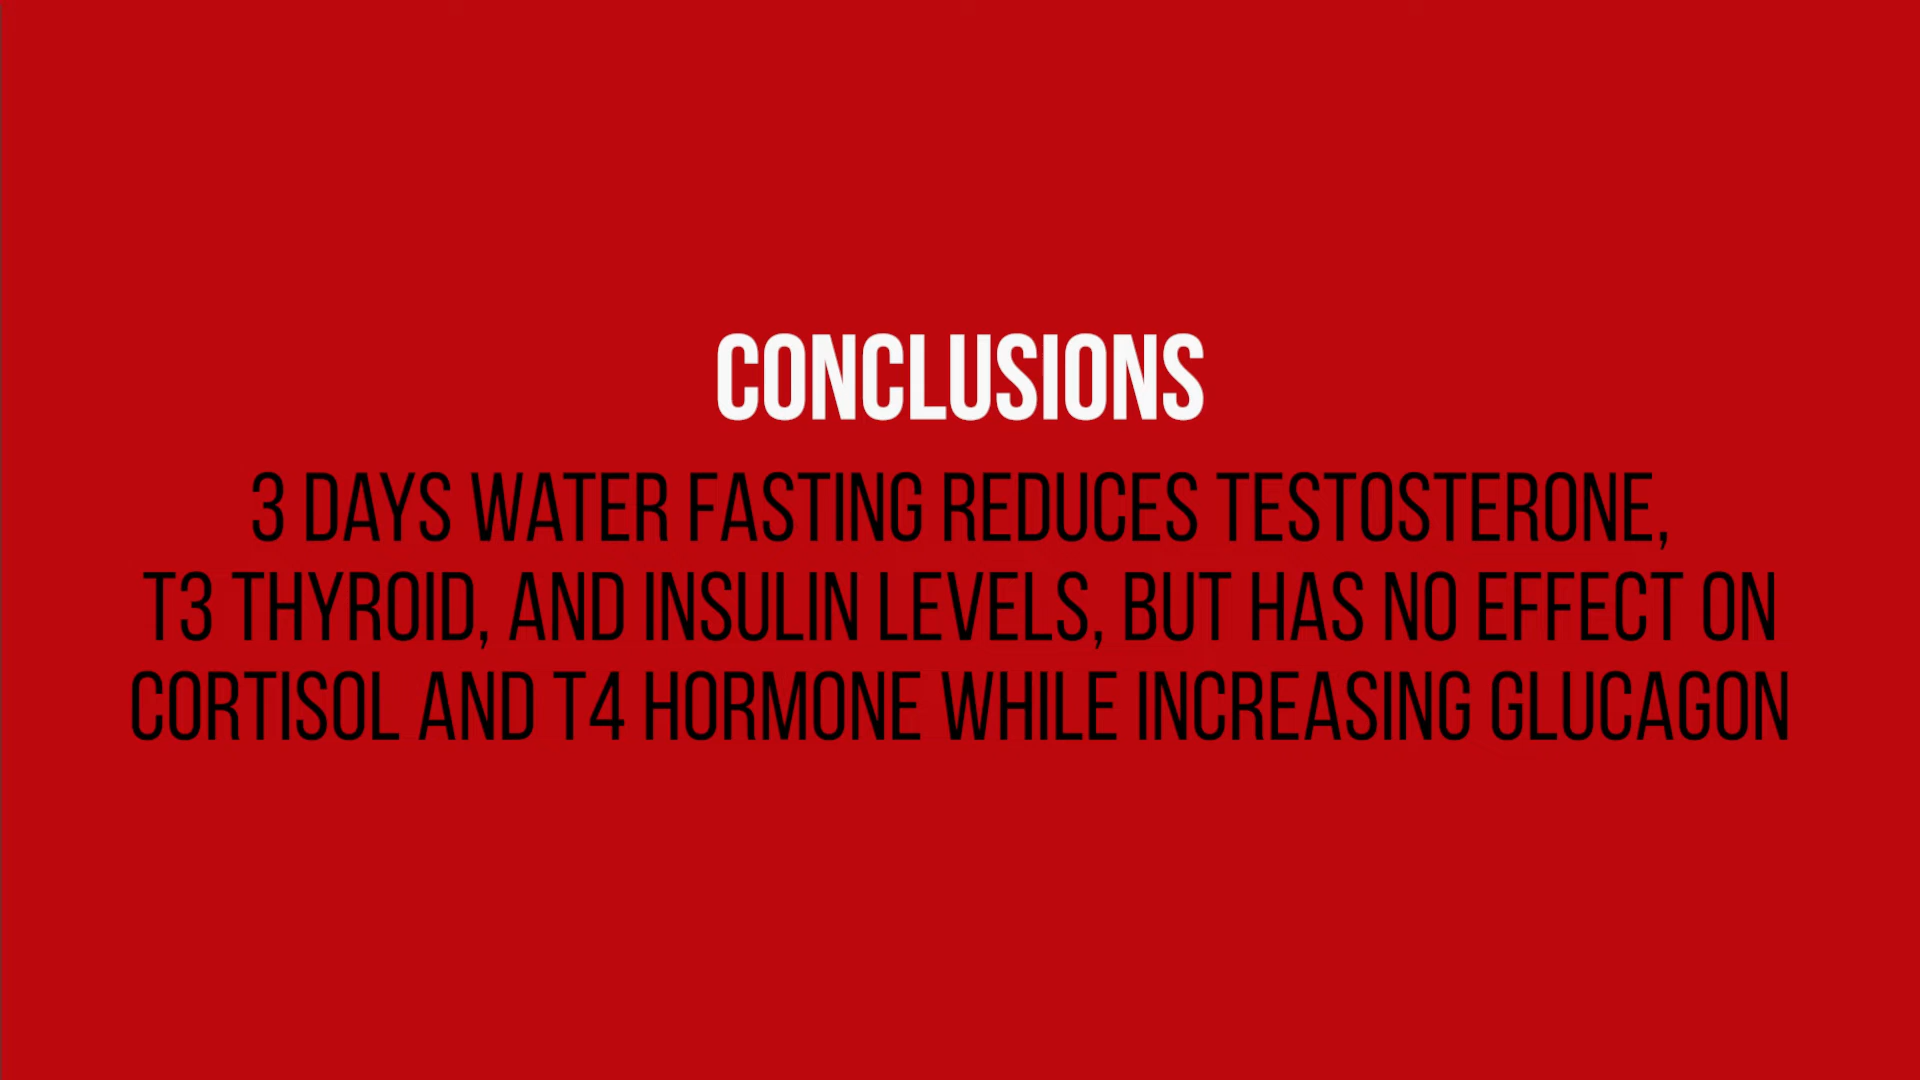 CONCLUSIONS
3 DAYS WATER FASTING REDUCES TESTOSTERONE,
T3 THYROID, AND INSULIN LEVELS, BUT HAS NO EFFECT ON
CORTISOL AND T4 HORMONE WHILE INCREASING GLUCAGON